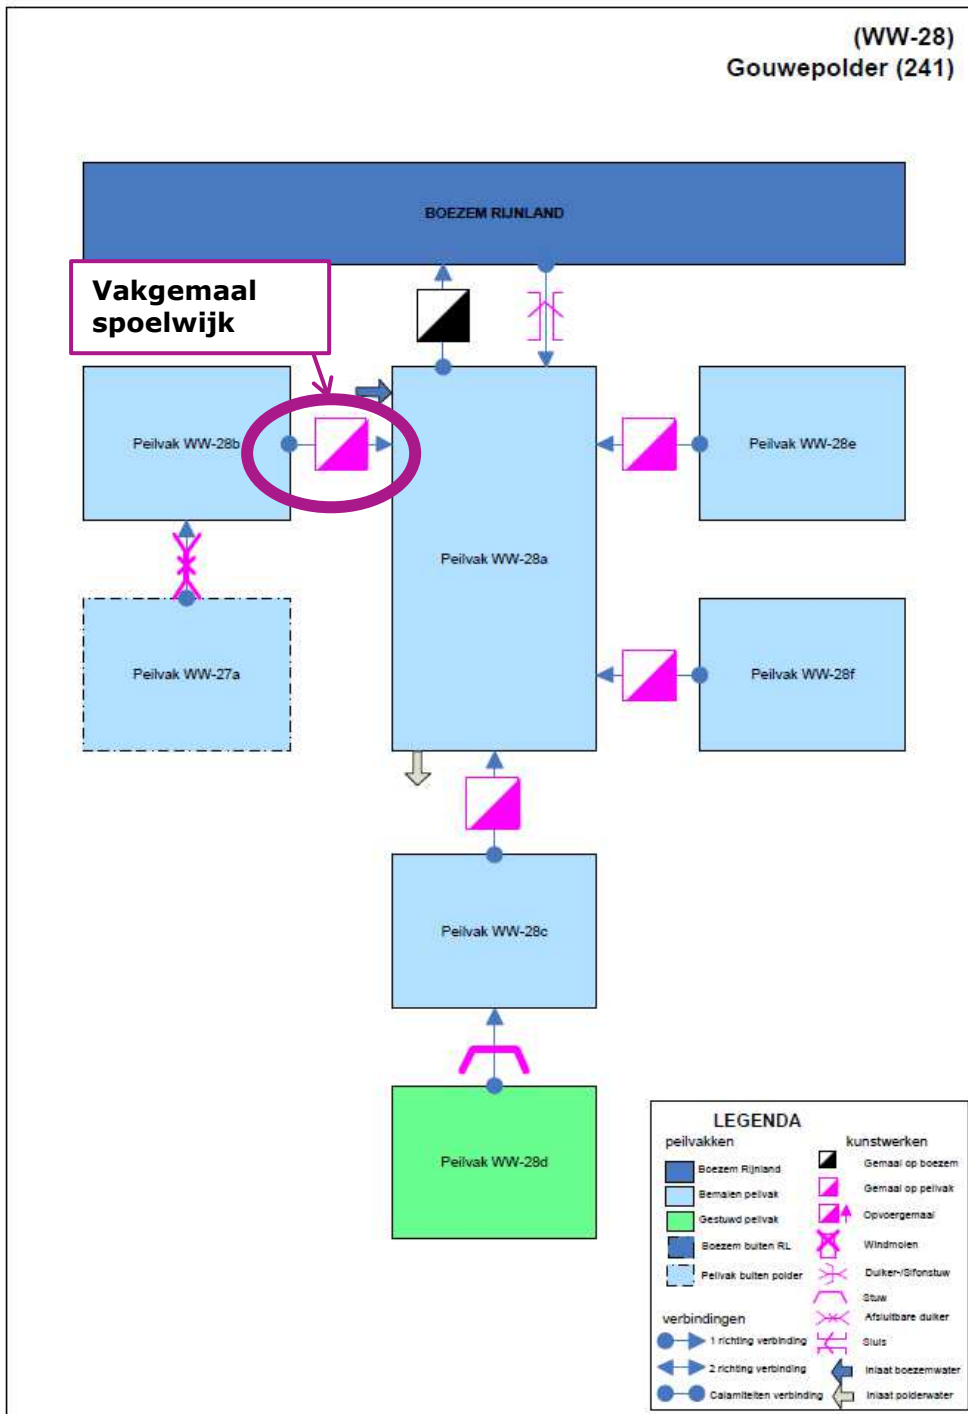 (WW-28)
Gouwepolder (241)
BOEZEM RIJNLAND
Vakgemaal
spoelwijk
Peilvak WW-28b
Peilvak WW-28e
Peilvak WW-28a
Peilvak WW-27a
Peilvak WW-28f
Peilvak WW-28c
Peilvak WW-28d
LEGENDA
peilvakken
Boezem Rijnland
Bemalen peilvak
Gestuwd peilvak
Boezem buiten RL
Peilvak buiten polder
verbindingen
1 richting verbinding
2 richting verbinding
Calamiteiten verbinding
kunstwerken
Gemaal op boezem
Gemaal op peilvak
Opvoergemaal
Windmolen
Duiker-/Sifonstuw
Stuw
Afsluitbare duiker
Sluis
Inlaat boezemwater
Inlaat polderwater